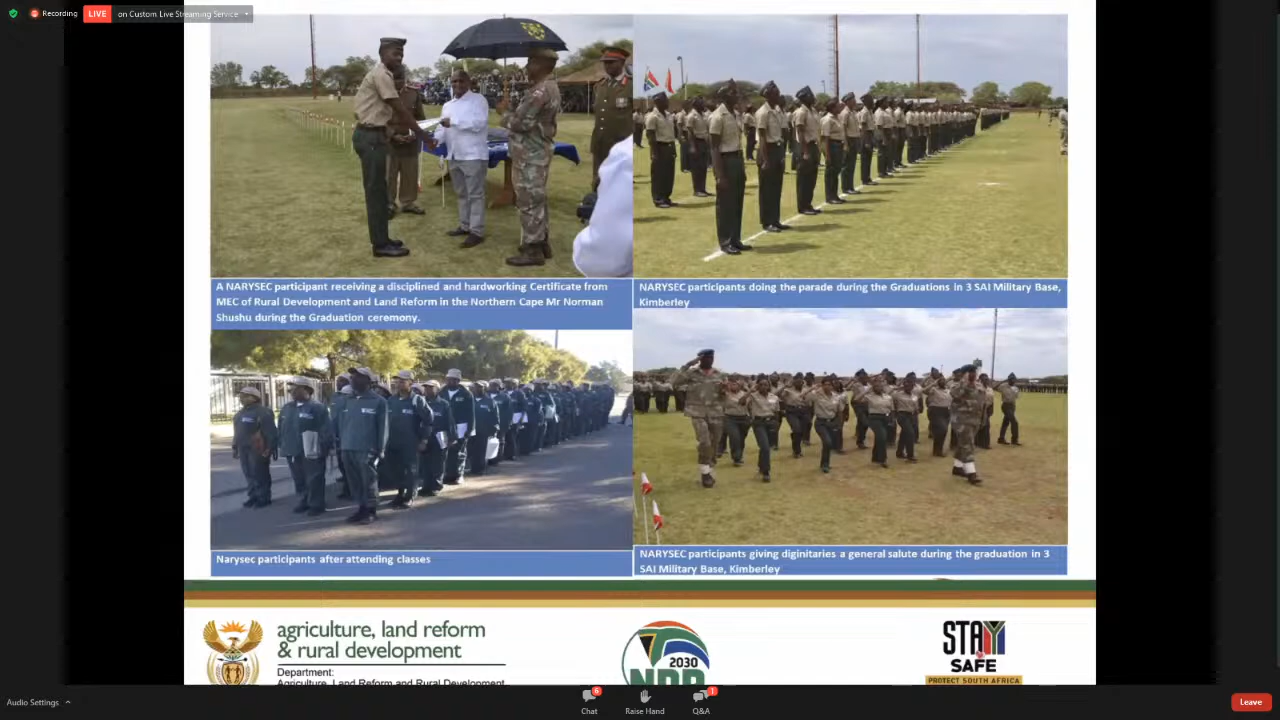 Recording
LIVE
on Custom Live Streaming Service
A NARYSEC participant receiving a disciplined and hardworking Certificate from
MEC of Rural Development and Land Reform in the Northern Cape Mr Norman
Shushu during the Graduation ceremony.
NARYSEC participants doing the parade during the Graduations in 3 SAI Military Base,
Kimberley
Narysec participants after attending classes
NARYSEC participants giving diginitaries a general salute during the graduation in 3
SAI Military Base, Kimberley
agriculture, land reform
& rural development
Department:
Agriculture, Land Reform and Rural Development
2030
NDP
STAY
SAFE
PROTECT SOUTH AFRICA
Audio Settings
6
Chat
Raise Hand
1
Q&A
Leave